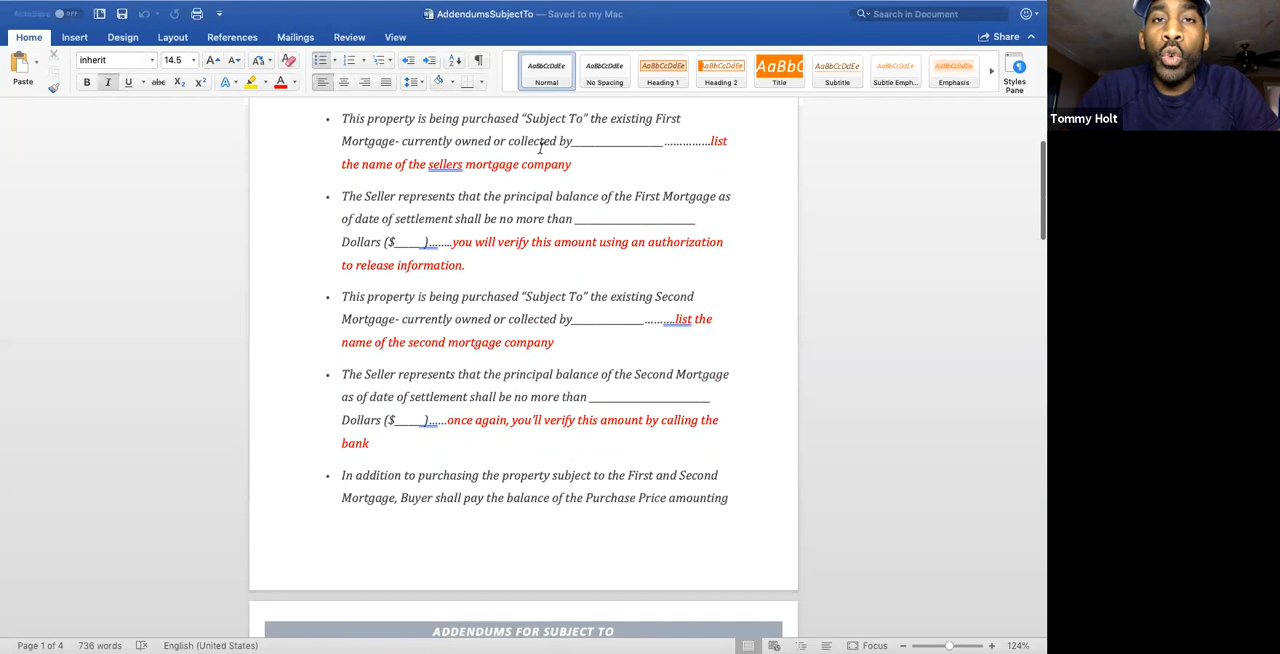 AutoSave OFF
AddendumsSubjectTo — Saved to my Mac
Search in Document
Home Insert Design Layout References Mailings Review View
Share
Paste
inherit 14.5
AaBbCcDdEe AaBbCcDdEe AaBbCcDdEe AaBbCcDdEe AaBbC AaBbCcDdEe AaBbCcDdEe AaBbCcDdEe
Normal No Spacing Heading 1 Heading 2 Title Subtitle Subtle Emph... Emphasis
Styles
Pane
Tommy Holt
• This property is being purchased “Subject To” the existing First
Mortgage- currently owned or collected by__________________ ...............list
the name of the sellers mortgage company
• The Seller represents that the principal balance of the First Mortgage as
of date of settlement shall be no more than ______________________
Dollars ($______)........you will verify this amount using an authorization
to release information.
• This property is being purchased “Subject To” the existing Second
Mortgage- currently owned or collected by______________..........list the
name of the second mortgage company
• The Seller represents that the principal balance of the Second Mortgage
as of date of settlement shall be no more than ______________________
Dollars ($______)......once again, you’ll verify this amount by calling the
bank
• In addition to purchasing the property subject to the First and Second
Mortgage, Buyer shall pay the balance of the Purchase Price amounting
ADDENDUMS FOR SUBJECT TO
Page 1 of 4 736 words English (United States) Focus 124%